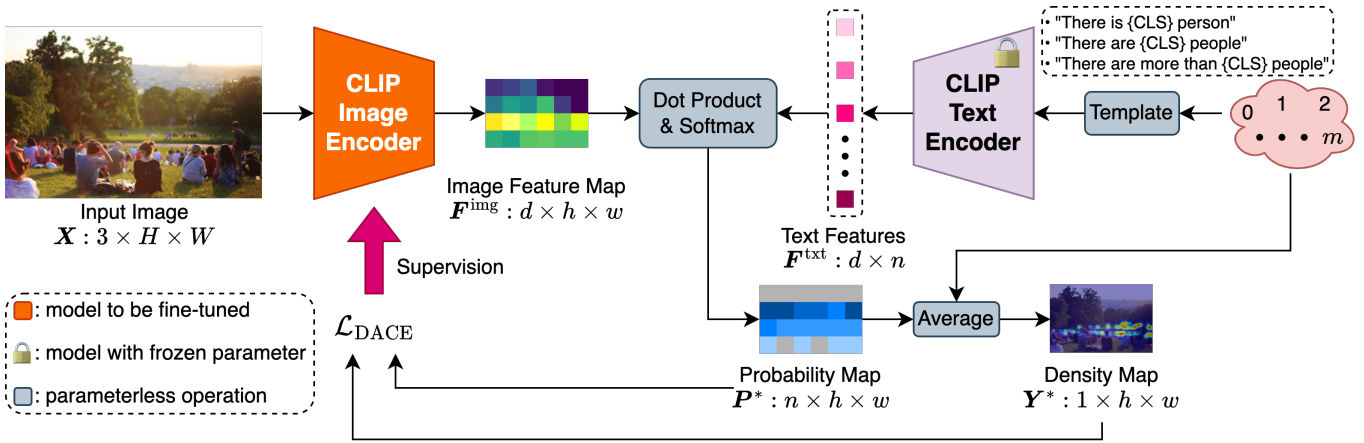 • "There is {CLS} person"
• "There are {CLS} people"
• "There are more than {CLS} people"
CLIP
Image
Encoder
Dot Product
& Softmax
CLIP
Text
Encoder
Template
0 1 2
• • • m
Input Image
X : 3 × H × W
Image Feature Map
F^img : d × h × w
Text Features
F^txt : d × n
Supervision
: model to be fine-tuned
: model with frozen parameter
: parameterless operation
L_DACE
Average
Probability Map
P* : n × h × w
Density Map
Y* : 1 × h × w